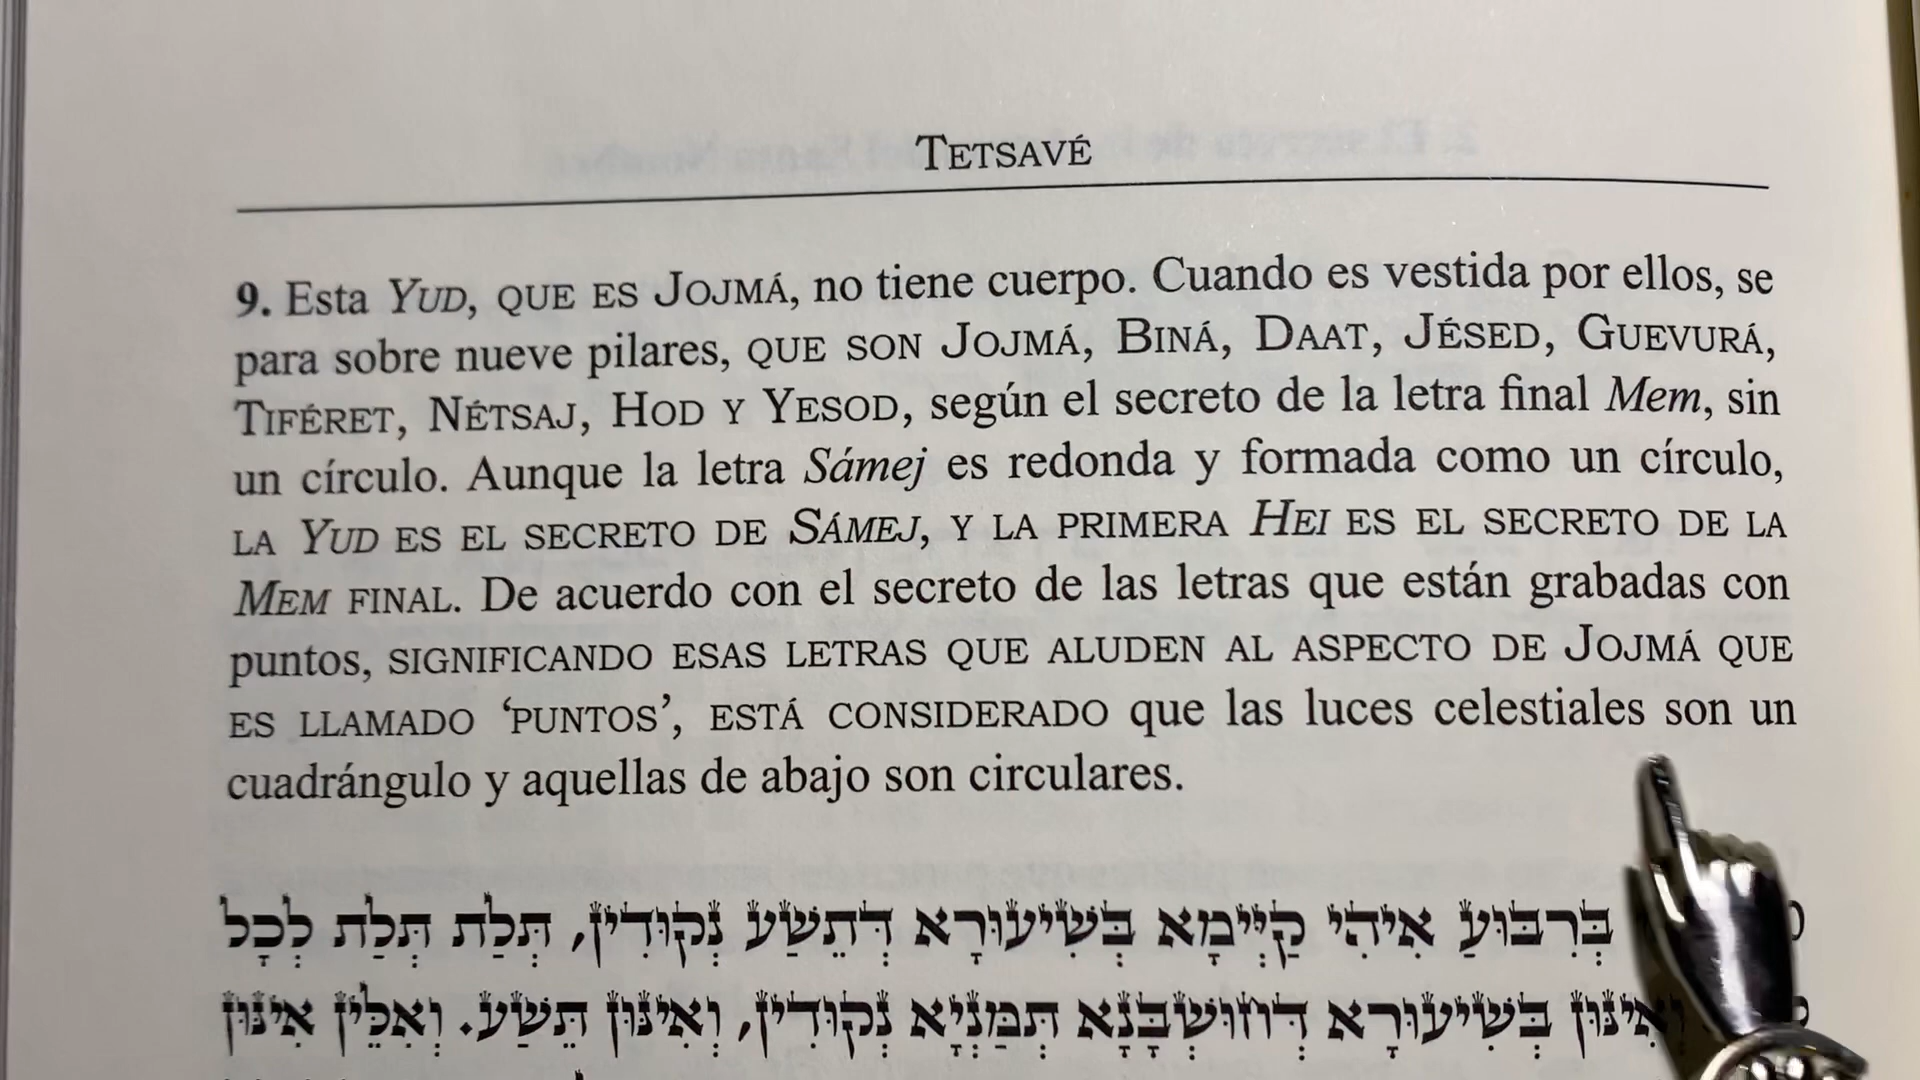 TETSAVÉ
9. Esta YUD, QUE ES JOJMÁ, no tiene cuerpo. Cuando es vestida por ellos, se
para sobre nueve pilares, QUE SON JOJMÁ, BINÁ, DAAT, JÉSED, GUEVURÁ,
TIFÉRET, NÉTSAJ, HOD Y YESOD, según el secreto de la letra final Mem, sin
un círculo. Aunque la letra Sámej es redonda y formada como un círculo,
LA YUD ES EL SECRETO DE SÁMEJ, Y LA PRIMERA HEI ES EL SECRETO DE LA
MEM FINAL. De acuerdo con el secreto de las letras que están grabadas con
puntos, SIGNIFICANDO ESAS LETRAS QUE ALUDEN AL ASPECTO DE JOJMÁ QUE
ES LLAMADO ‘PUNTOS’, ESTÁ CONSIDERADO que las luces celestiales son un
cuadrángulo y aquellas de abajo son circulares.
בְּרִבּוּעַ אִיהִי קַיְּימָא בְּשִׁיעוּרָא דְּתֵשַׁע נְקוּדִין, תְּלַת תְּלַת לְכָל
וְאִינּוּן בְּשִׁיעוּרָא דְּחוּשְׁבָּנָא תְּמַנְיָא נְקוּדִין, וְאִינּוּן תֵּשַׁע. וְאִלֵּין אִינּוּן